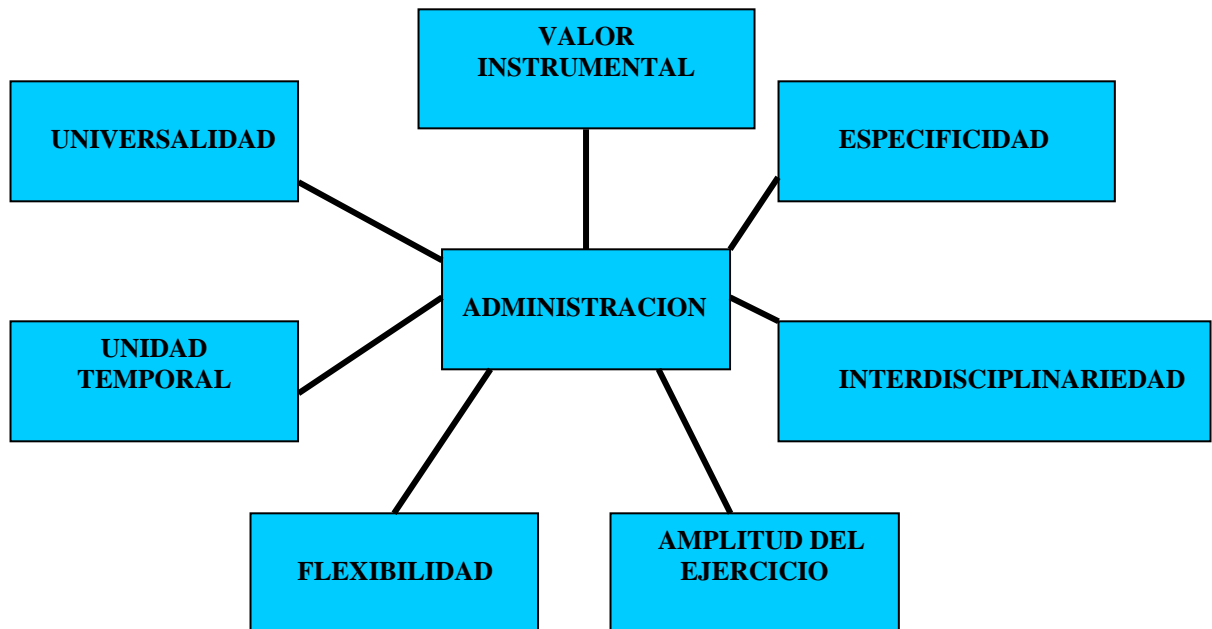 VALOR
INSTRUMENTAL
UNIVERSALIDAD
ESPECIFICIDAD
ADMINISTRACION
UNIDAD
TEMPORAL
INTERDISCIPLINARIEDAD
FLEXIBILIDAD
AMPLITUD DEL
EJERCICIO